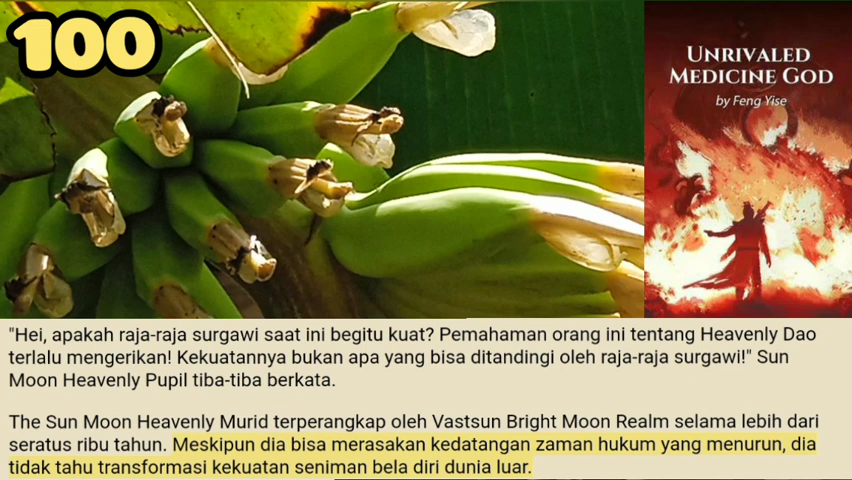 100
UNRIVALED
MEDICINE GOD
by Feng Yise
"Hei, apakah raja-raja surgawi saat ini begitu kuat? Pemahaman orang ini tentang Heavenly Dao
terlalu mengerikan! Kekuatannya bukan apa yang bisa ditandingi oleh raja-raja surgawi!" Sun
Moon Heavenly Pupil tiba-tiba berkata.
The Sun Moon Heavenly Murid terperangkap oleh Vastsun Bright Moon Realm selama lebih dari
seratus ribu tahun. Meskipun dia bisa merasakan kedatangan zaman hukum yang menurun, dia
tidak tahu transformasi kekuatan seniman bela diri dunia luar.